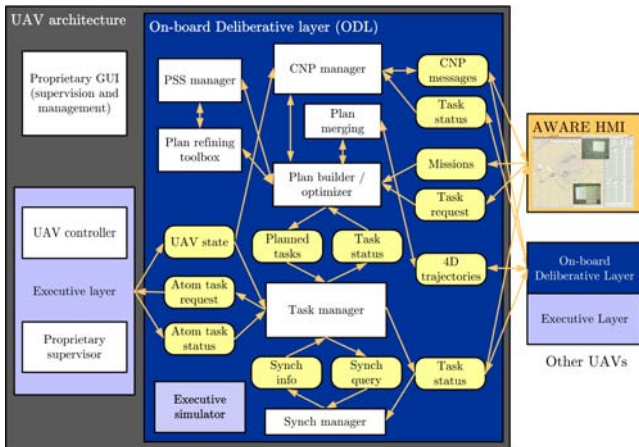 UAV architecture
On-board Deliberative layer (ODL)
Proprietary GUI
(supervision and
management)
PSS manager
CNP manager
CNP
messages
Plan
merging
Task
status
Plan refining
toolbox
AWARE HMI
Missions
Plan builder /
optimizer
Task
request
UAV controller
UAV state
Planned
tasks
Task
status
4D
trajectories
On-board
Deliberative Layer
Executive layer
Atom task
request
Task manager
Executive Layer
Atom task
status
Proprietary
supervisor
Other UAVs
Synch
info
Synch
query
Task
status
Executive
simulator
Synch manager